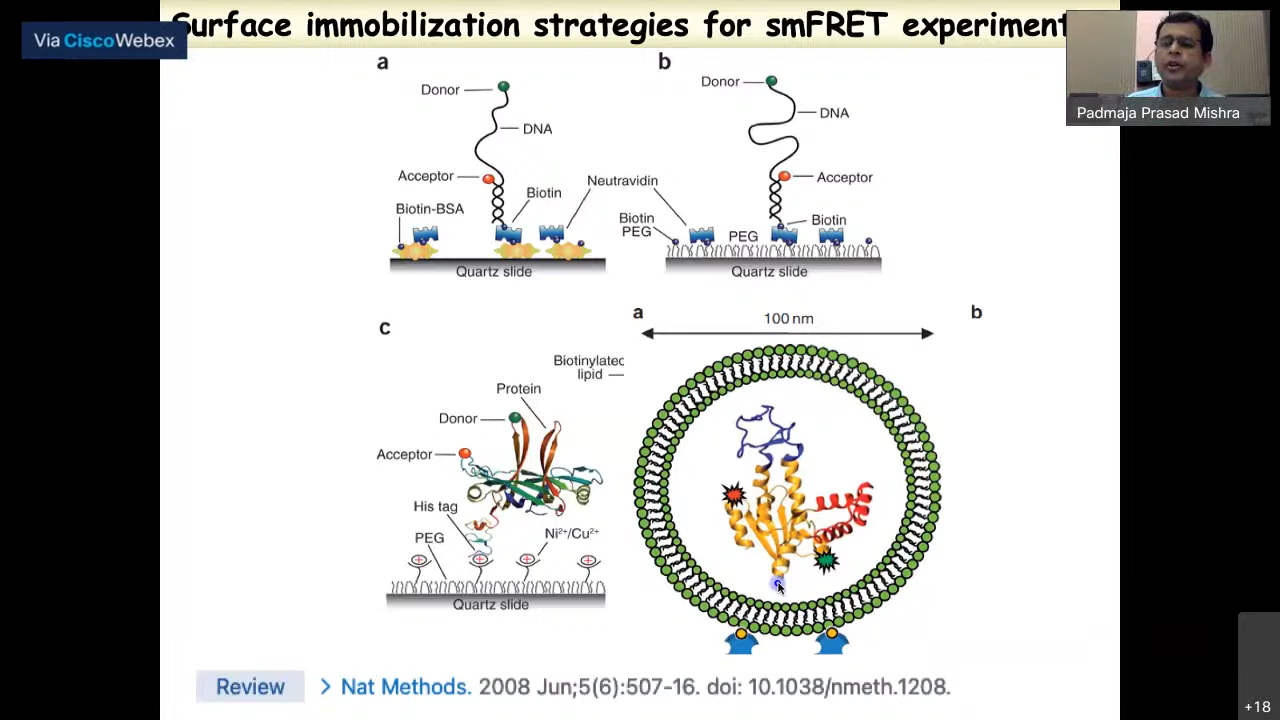 Surface immobilization strategies for smFRET experiment
Via CiscoWebex
Padmaja Prasad Mishra
a
Donor
DNA
Acceptor
Biotin
Neutravidin
Biotin-BSA
Quartz slide
b
Donor
DNA
Acceptor
Biotin
PEG
PEG
Biotin
Quartz slide
c
Biotinylated
lipid
Protein
Donor
Acceptor
His tag
PEG
Ni²⁺/Cu²⁺
Quartz slide
a
100 nm
b
Review
> Nat Methods. 2008 Jun;5(6):507-16. doi: 10.1038/nmeth.1208.
+18